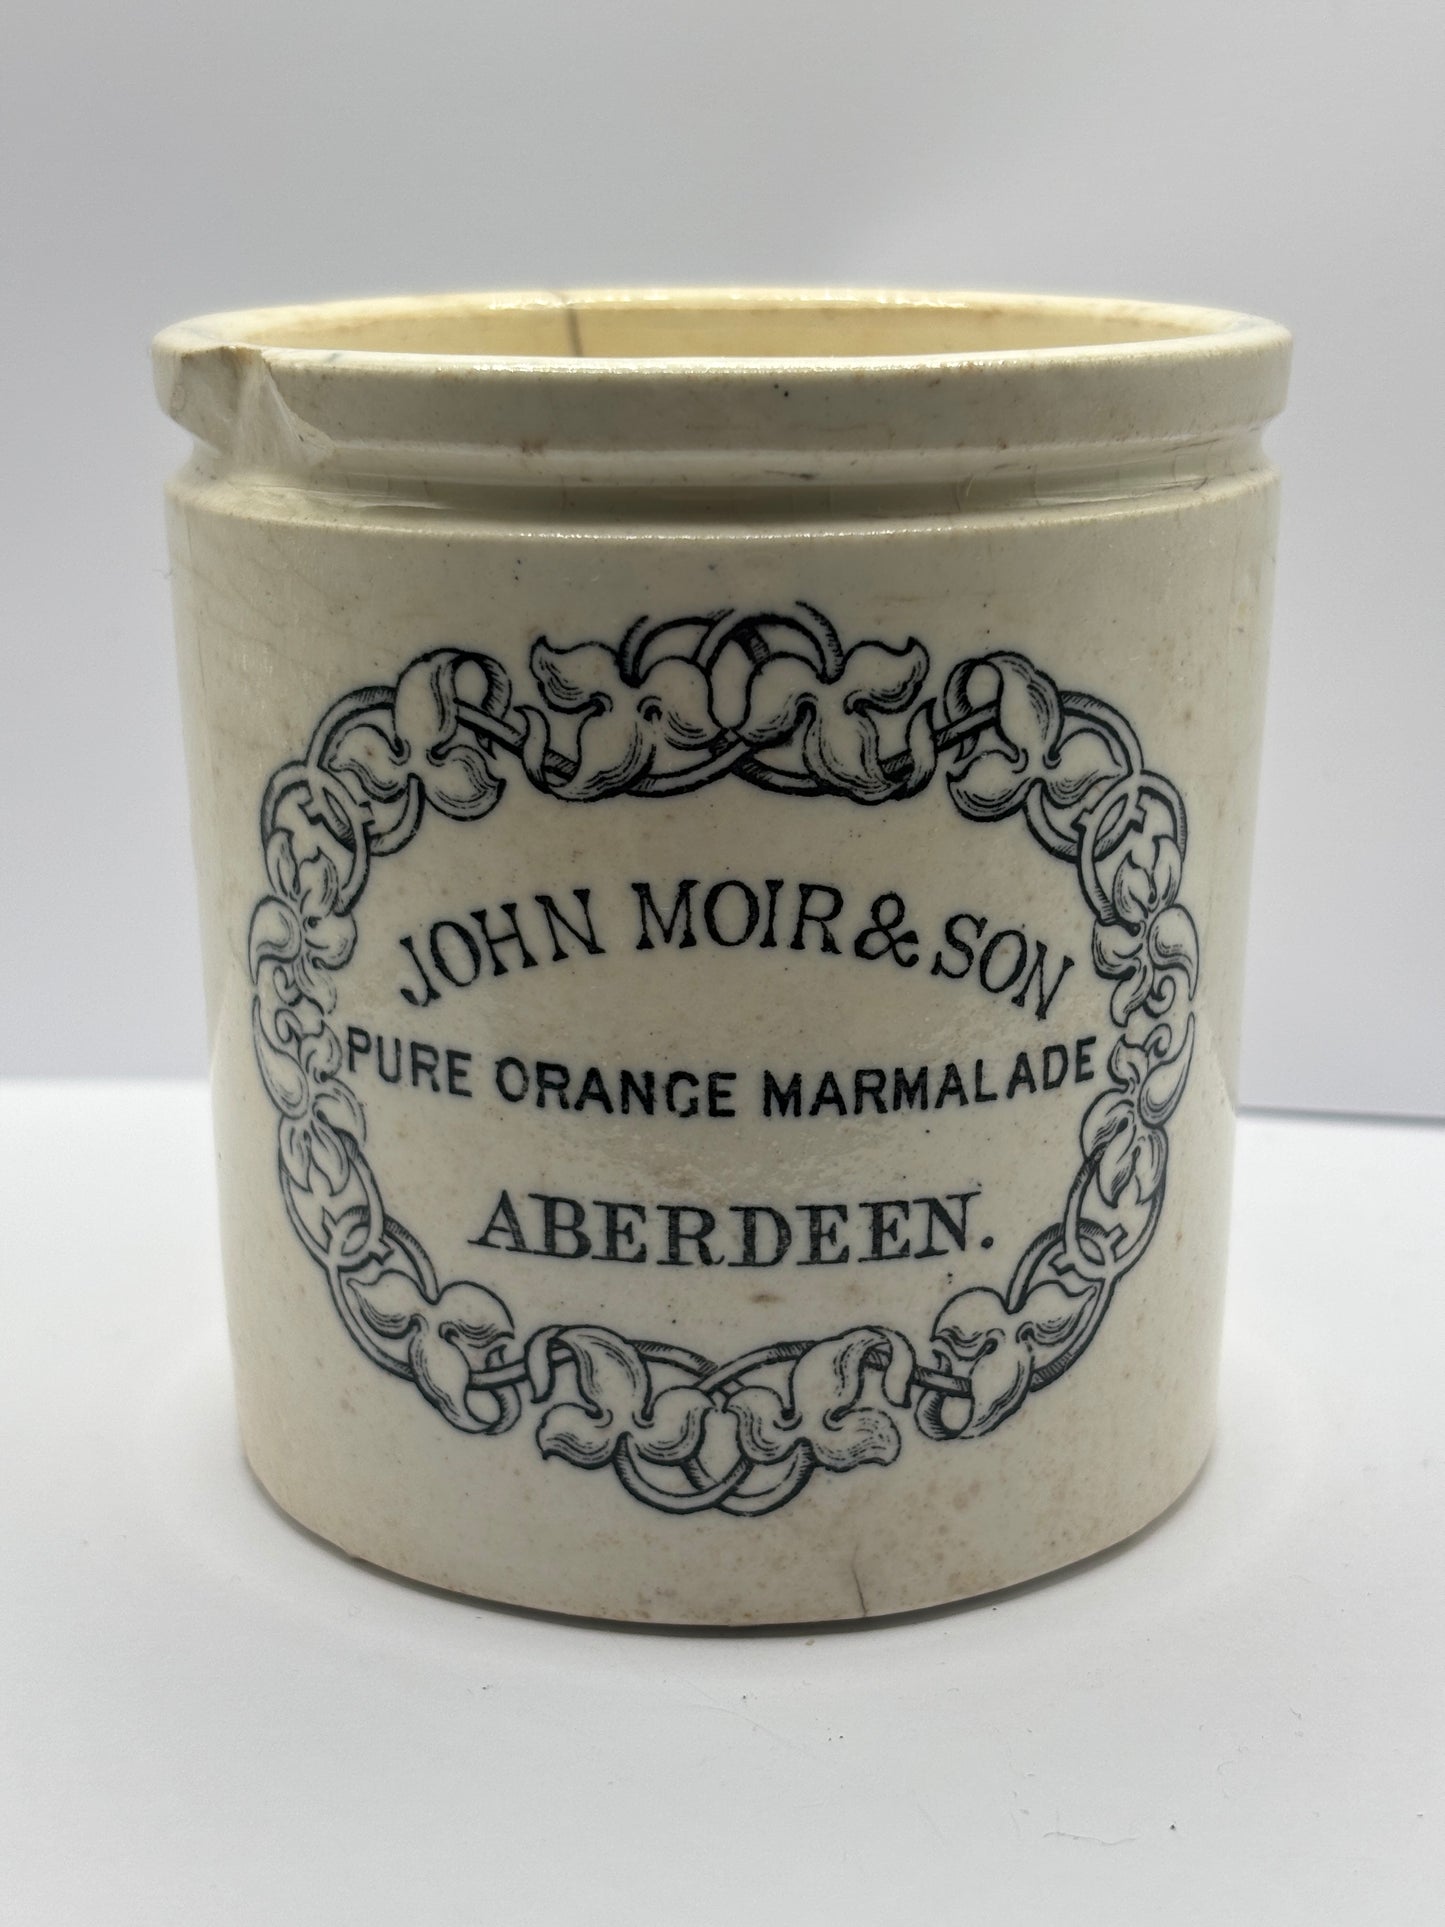 JOHN MOIR & SON
PURE ORANGE MARMALADE
ABERDEEN.